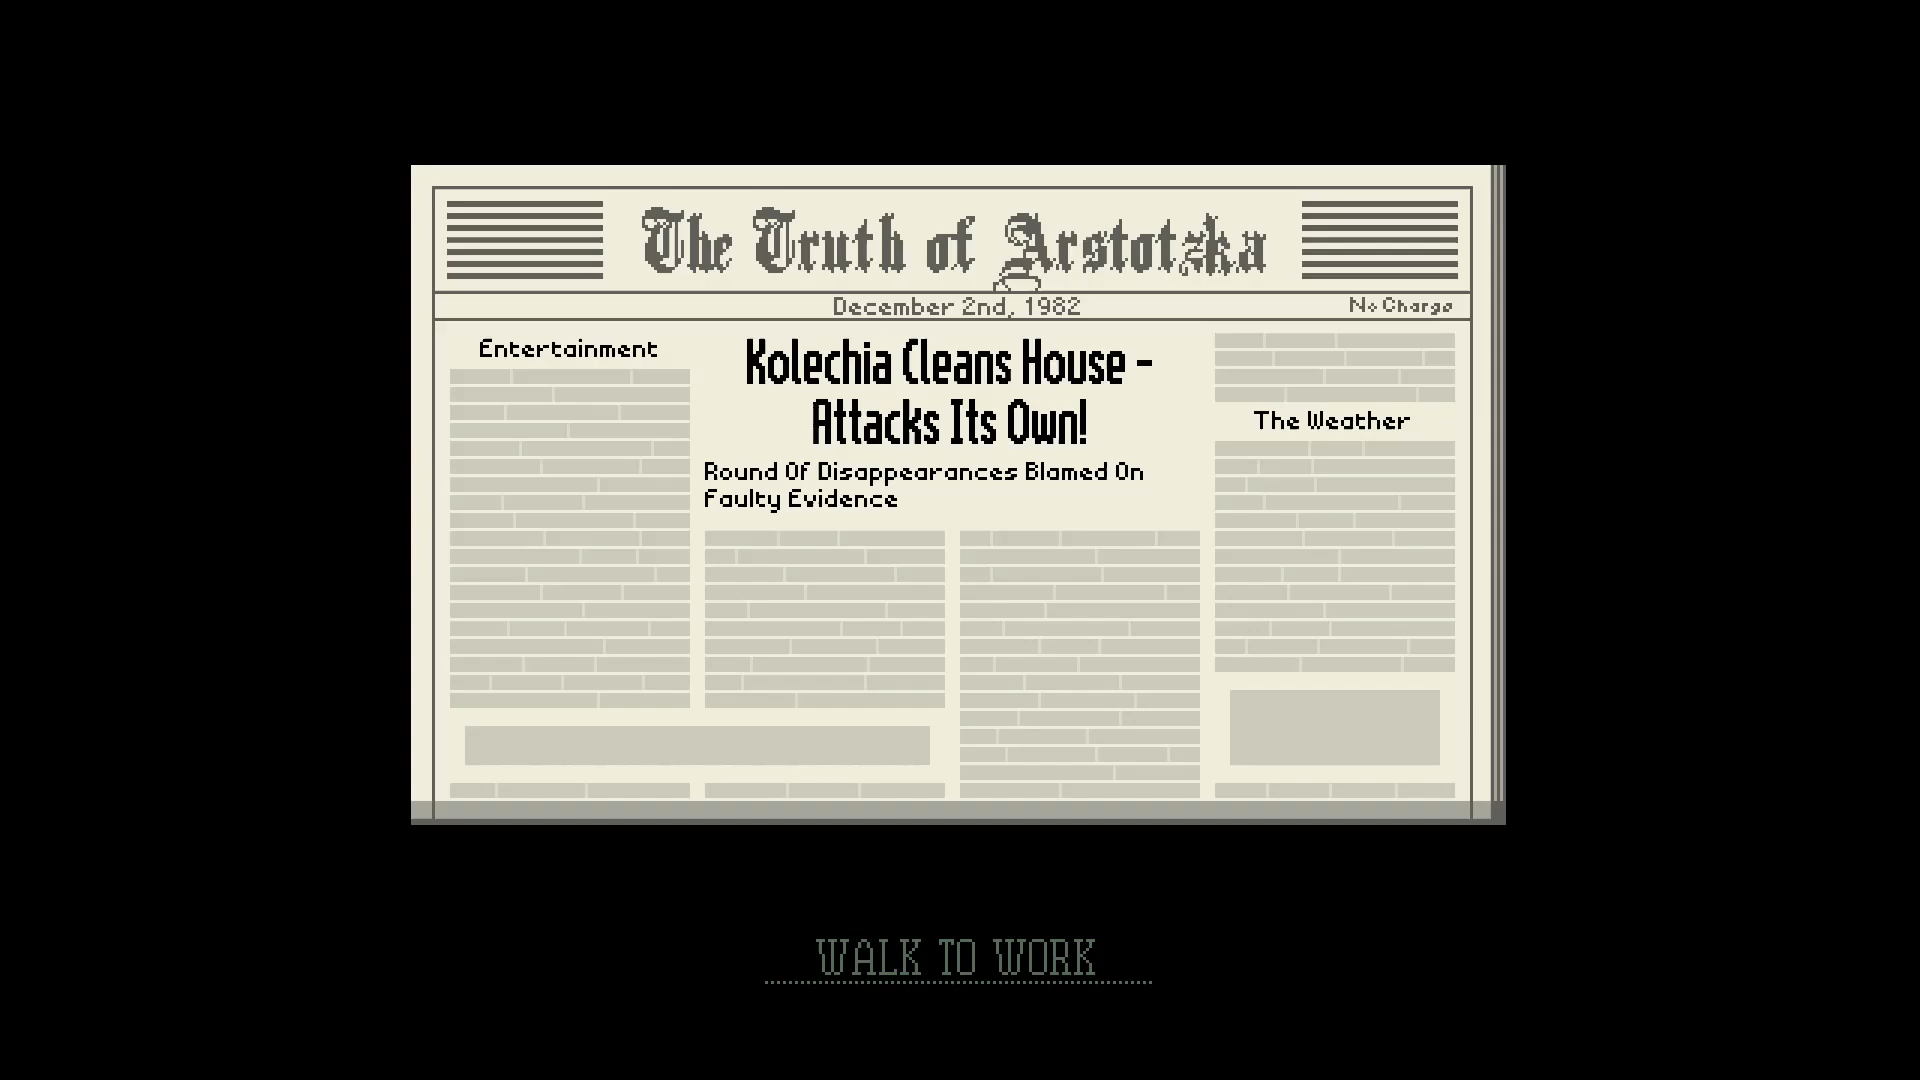 The Truth of Arstotzka
December 2nd, 1982
No Charge
Entertainment
Kolechia Cleans House -
Attacks Its Own!
Round Of Disappearances Blamed On
Faulty Evidence
The Weather
WALK TO WORK